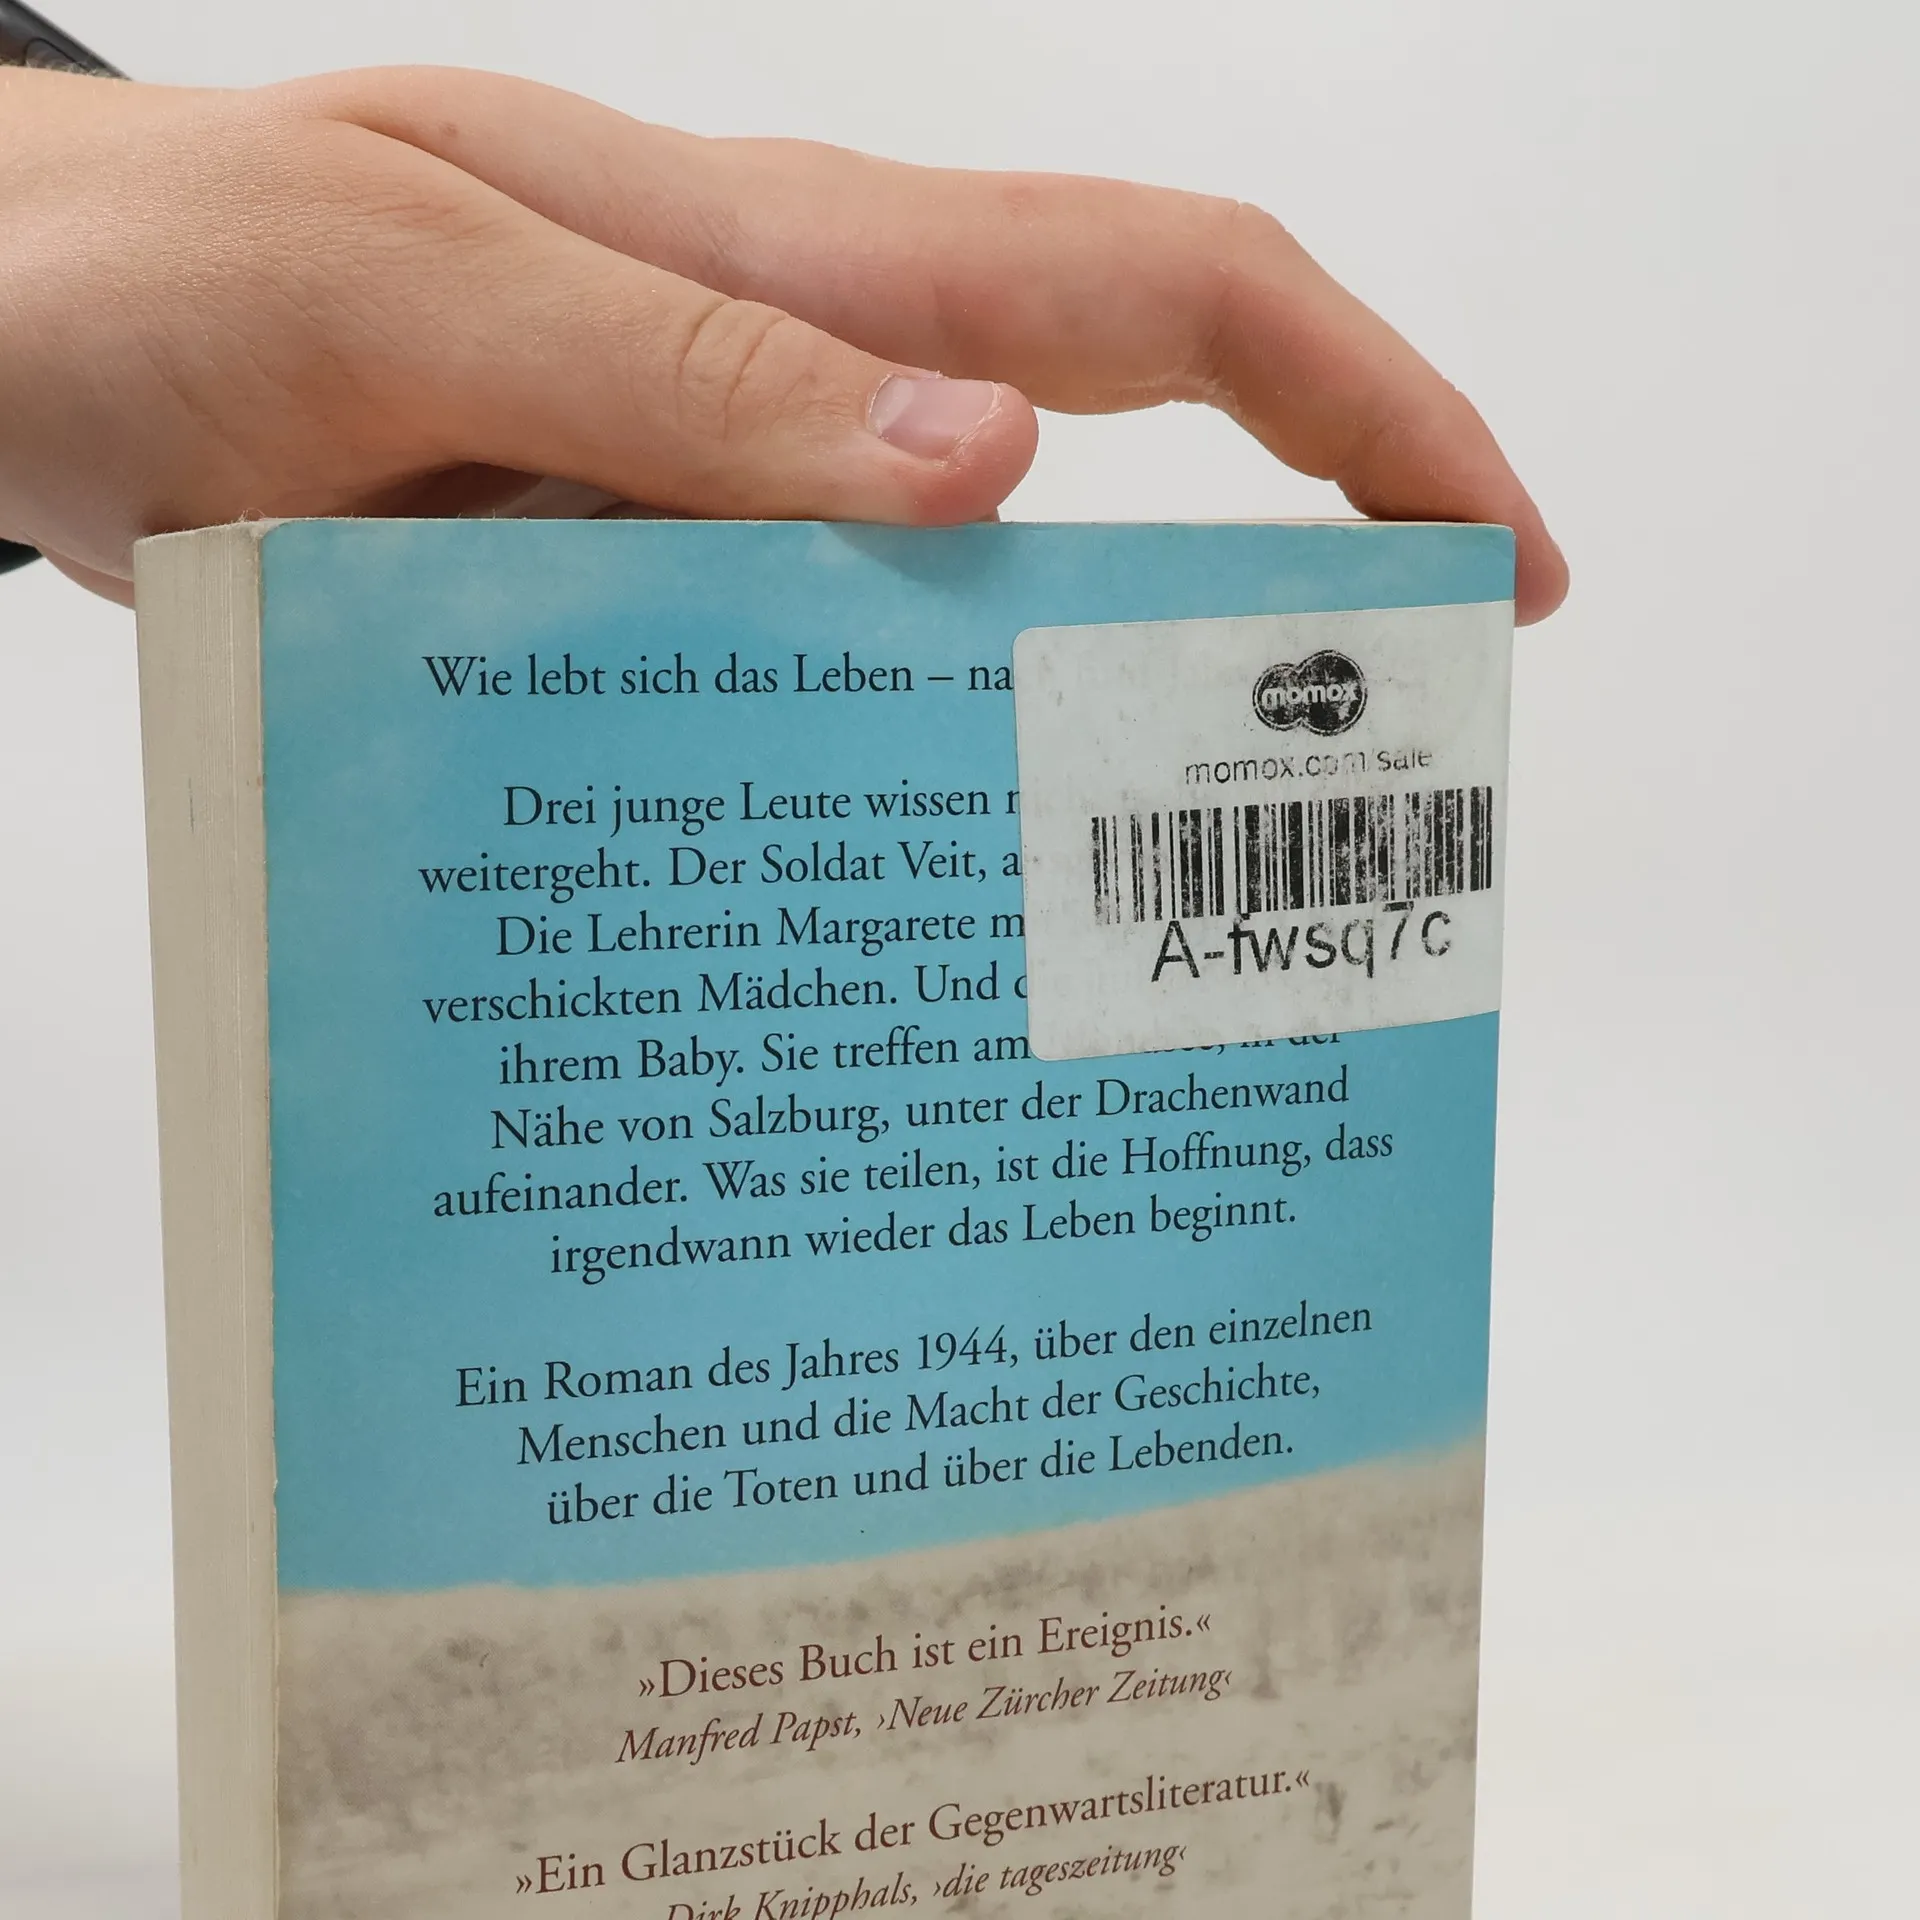 Wie lebt sich das Leben – na
momox
momox.com/sale
A-fwsq7c
Drei junge Leute wissen
weitergeht. Der Soldat Veit, a
Die Lehrerin Margarete m
verschickten Mädchen. Und
ihrem Baby. Sie treffen am in der
Nähe von Salzburg, unter der Drachenwand
aufeinander. Was sie teilen, ist die Hoffnung, dass
irgendwann wieder das Leben beginnt.
Ein Roman des Jahres 1944, über den einzelnen
Menschen und die Macht der Geschichte,
über die Toten und über die Lebenden.
»Dieses Buch ist ein Ereignis.«
Manfred Papst, ›Neue Zürcher Zeitung‹
»Ein Glanzstück der Gegenwartsliteratur.«
Dirk Knipphals, ›die tageszeitung‹